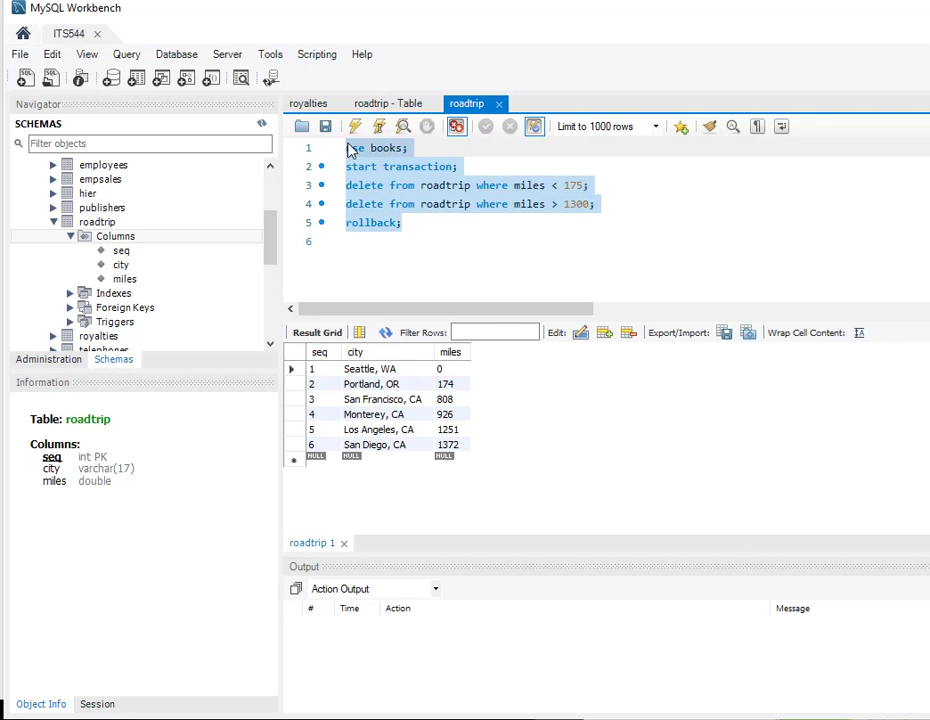 MySQL Workbench
ITS544
File Edit View Query Database Server Tools Scripting Help
Navigator
SCHEMAS
Filter objects
employees
empsales
hier
publishers
roadtrip
Columns
seq
city
miles
Indexes
Foreign Keys
Triggers
royalties
telephones
Administration Schemas
Information
Table: roadtrip
Columns:
seq int PK
city varchar(17)
miles double
Object Info Session
royalties roadtrip - Table roadtrip
Limit to 1000 rows
1 use books;
2 start transaction;
3 delete from roadtrip where miles < 175;
4 delete from roadtrip where miles > 1300;
5 rollback;
6
Result Grid Filter Rows: Edit: Export/Import: Wrap Cell Content:
seq city miles
1 Seattle, WA 0
2 Portland, OR 174
3 San Francisco, CA 808
4 Monterey, CA 926
5 Los Angeles, CA 1251
6 San Diego, CA 1372
NULL NULL NULL
roadtrip 1
Output
Action Output
# Time Action Message